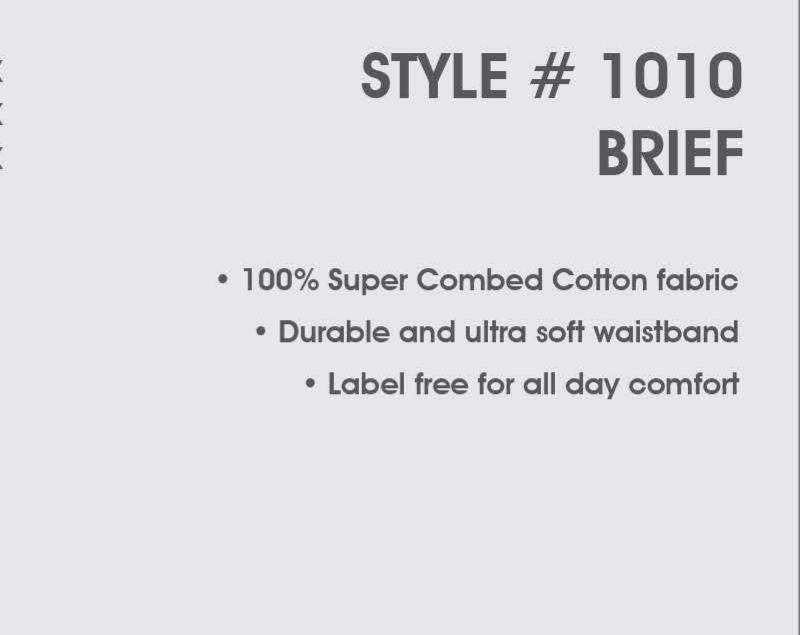 STYLE # 1010
BRIEF
• 100% Super Combed Cotton fabric
• Durable and ultra soft waistband
• Label free for all day comfort